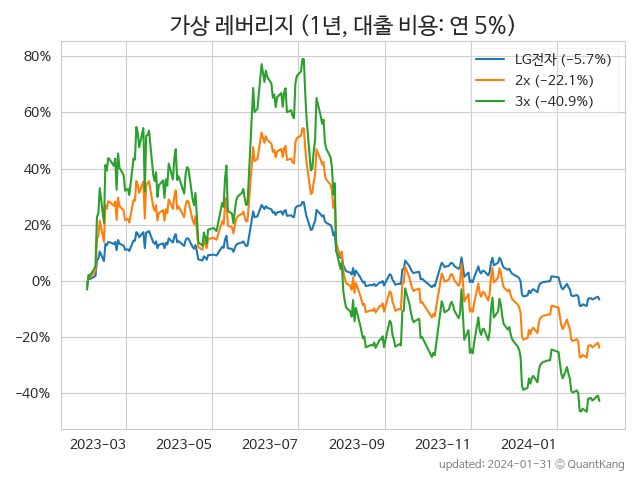 가상 레버리지 (1년, 대출 비용: 연 5%)
80%
60%
40%
20%
0%
−20%
−40%
LG전자 (−5.7%)
2x (−22.1%)
3x (−40.9%)
2023-03
2023-05
2023-07
2023-09
2023-11
2024-01
updated: 2024-01-31 © QuantKang